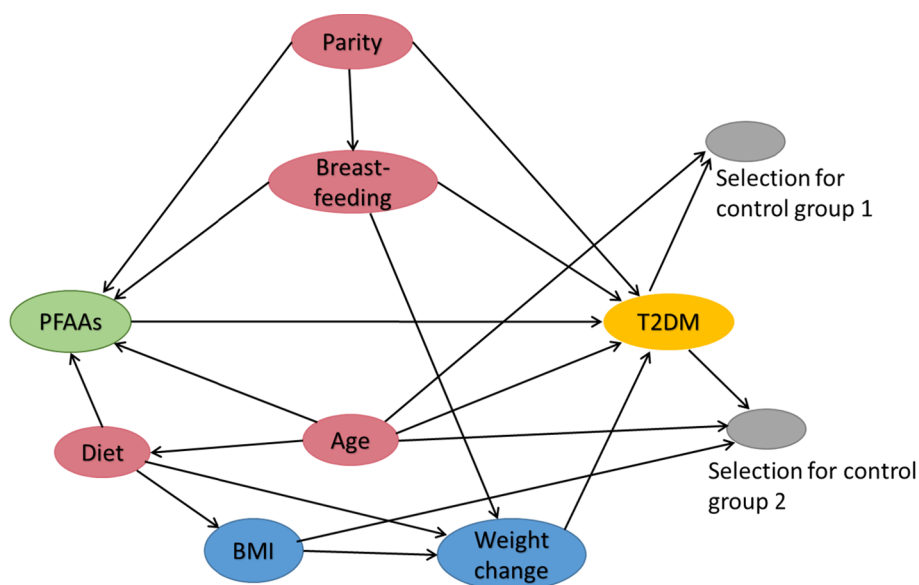 Parity
Breast-
feeding
Selection for
control group 1
PFAAs
T2DM
Diet
Age
Selection for control
group 2
BMI
Weight
change